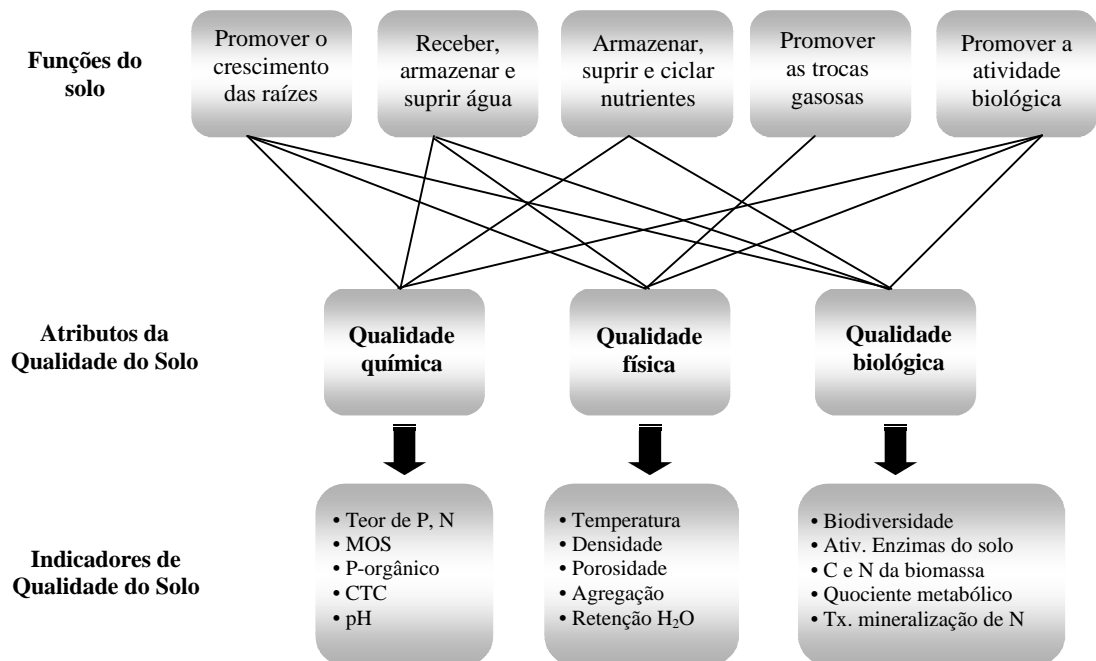 Funções do
solo
Promover o
crescimento
das raízes
Receber,
armazenar e
suprir água
Armazenar,
suprir e ciclar
nutrientes
Promover
as trocas
gasosas
Promover a
atividade
biológica
Atributos da
Qualidade do Solo
Qualidade
química
Qualidade
física
Qualidade
biológica
Indicadores de
Qualidade do Solo
• Teor de P, N
• MOS
• P-orgânico
• CTC
• pH
• Temperatura
• Densidade
• Porosidade
• Agregação
• Retenção H₂O
• Biodiversidade
• Ativ. Enzimas do solo
• C e N da biomassa
• Quociente metabólico
• Tx. mineralização de N